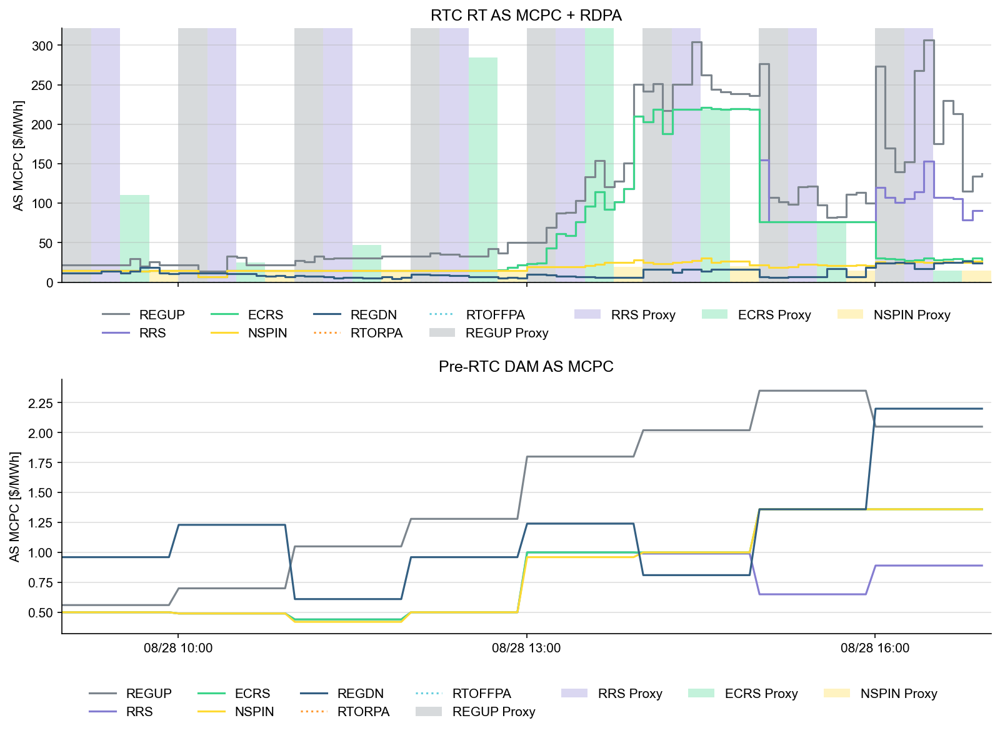 RTC RT AS MCPC + RDPA
AS MCPC [$/MWh]
300
250
200
150
100
50
0
REGUP
ECRS
REGDN
RTOFFPA
RRS Proxy
ECRS Proxy
NSPIN Proxy
RRS
NSPIN
RTORPA
REGUP Proxy
Pre-RTC DAM AS MCPC
AS MCPC [$/MWh]
2.25
2.00
1.75
1.50
1.25
1.00
0.75
0.50
08/28 10:00
08/28 13:00
08/28 16:00
REGUP
ECRS
REGDN
RTOFFPA
RRS Proxy
ECRS Proxy
NSPIN Proxy
RRS
NSPIN
RTORPA
REGUP Proxy